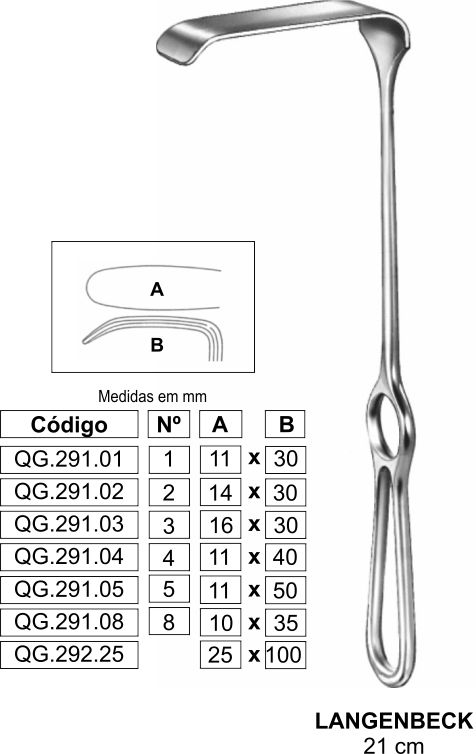 A
B
Medidas em mm
Código Nº A B
QG.291.01 1 11 x 30
QG.291.02 2 14 x 30
QG.291.03 3 16 x 30
QG.291.04 4 11 x 40
QG.291.05 5 11 x 50
QG.291.08 8 10 x 35
QG.292.25 25 x 100
LANGENBECK
21 cm